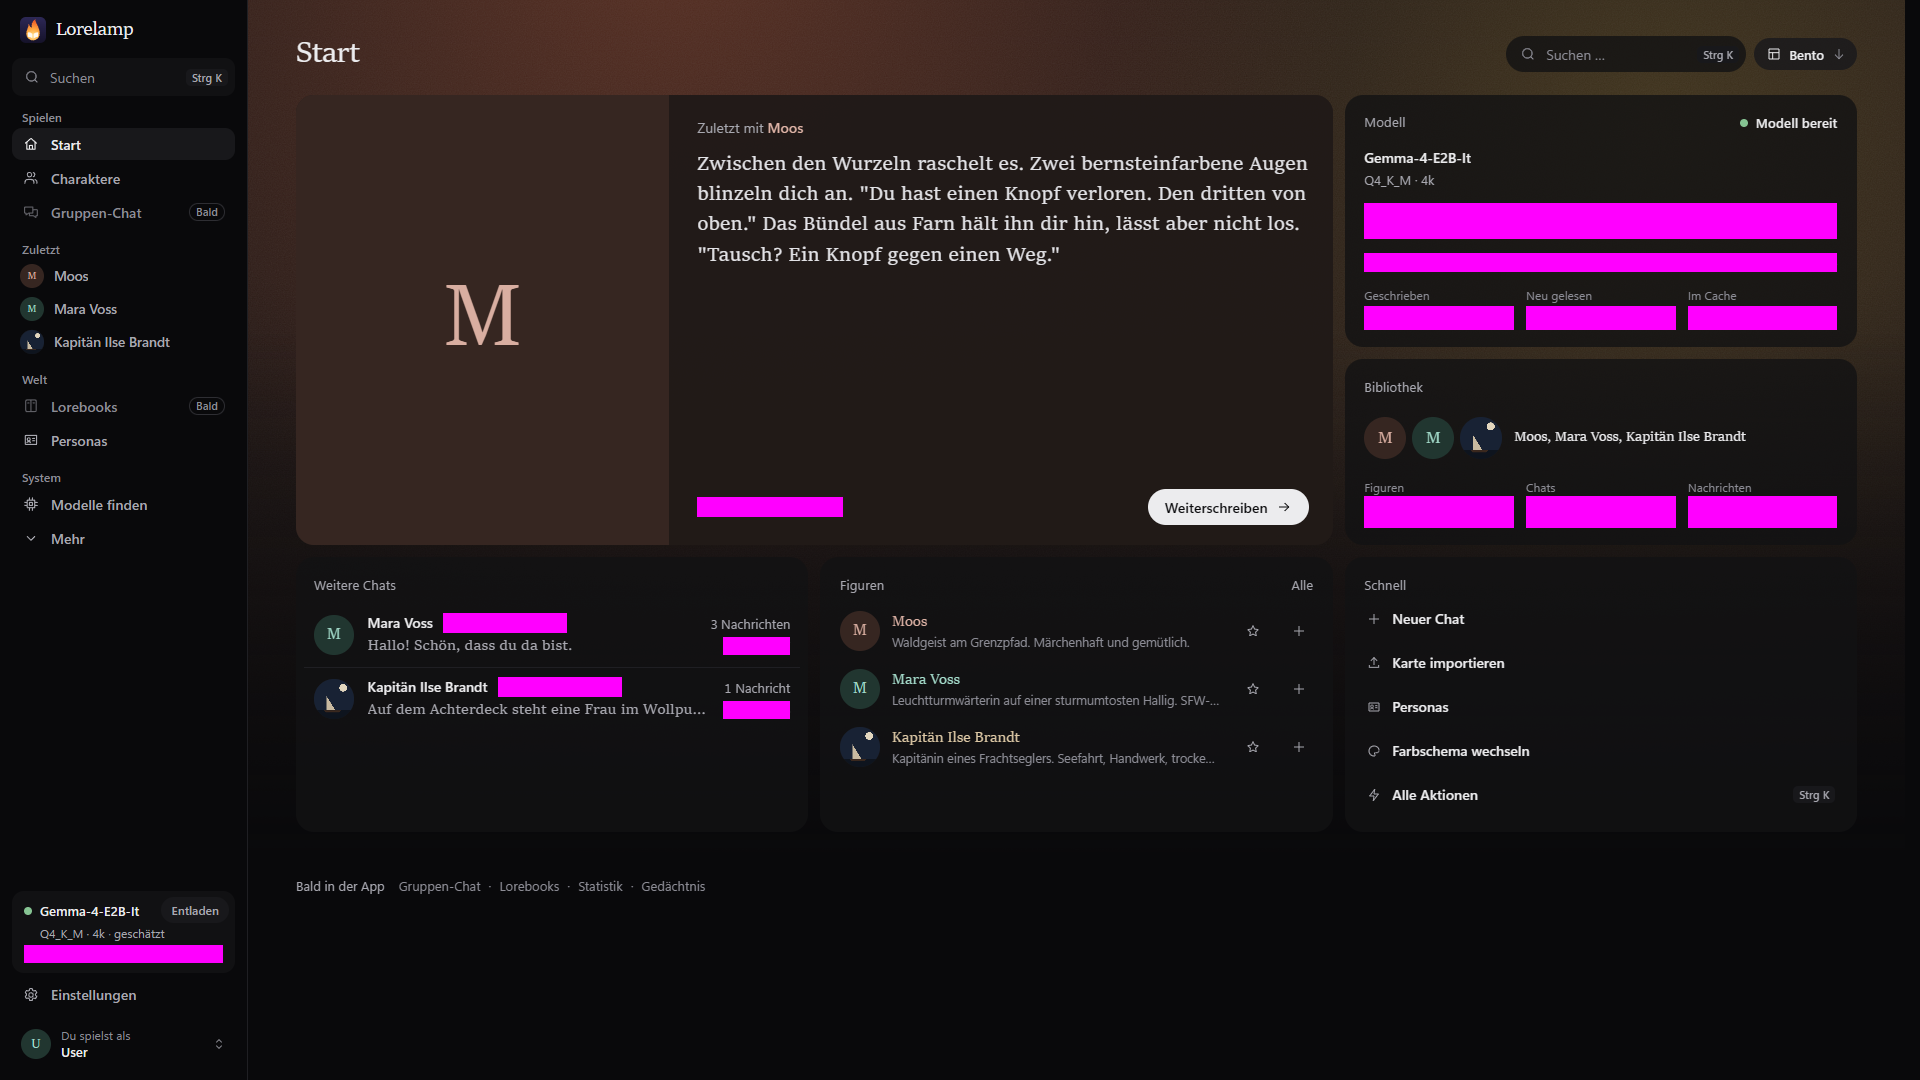 Lorelamp
Suchen
Strg K
Spielen
Start
Charaktere
Gruppen-Chat
Bald
Zuletzt
M
Moos
M
Mara Voss
Kapitän Ilse Brandt
Welt
Lorebooks
Bald
Personas
System
Modelle finden
Mehr
Gemma-4-E2B-It
Entladen
Q4_K_M · 4k · geschätzt
Einstellungen
U
Du spielst als
User
Start
Suchen ...
Strg K
Bento
M
Zuletzt mit Moos
Zwischen den Wurzeln raschelt es. Zwei bernsteinfarbene Augen
blinzeln dich an. "Du hast einen Knopf verloren. Den dritten von
oben." Das Bündel aus Farn hält ihn dir hin, lässt aber nicht los.
"Tausch? Ein Knopf gegen einen Weg."
Weiterschreiben
Modell
Modell bereit
Gemma-4-E2B-It
Q4_K_M · 4k
Geschrieben
Neu gelesen
Im Cache
Bibliothek
M
M
Moos, Mara Voss, Kapitän Ilse Brandt
Figuren
Chats
Nachrichten
Weitere Chats
M
Mara Voss
3 Nachrichten
Hallo! Schön, dass du da bist.
Kapitän Ilse Brandt
1 Nachricht
Auf dem Achterdeck steht eine Frau im Wollpu...
Figuren
Alle
M
Moos
Waldgeist am Grenzpfad. Märchenhaft und gemütlich.
M
Mara Voss
Leuchtturmwärterin auf einer sturmumtosten Hallig. SFW-...
Kapitän Ilse Brandt
Kapitänin eines Frachtseglers. Seefahrt, Handwerk, trocke...
Schnell
Neuer Chat
Karte importieren
Personas
Farbschema wechseln
Alle Aktionen
Strg K
Bald in der App
Gruppen-Chat · Lorebooks · Statistik · Gedächtnis